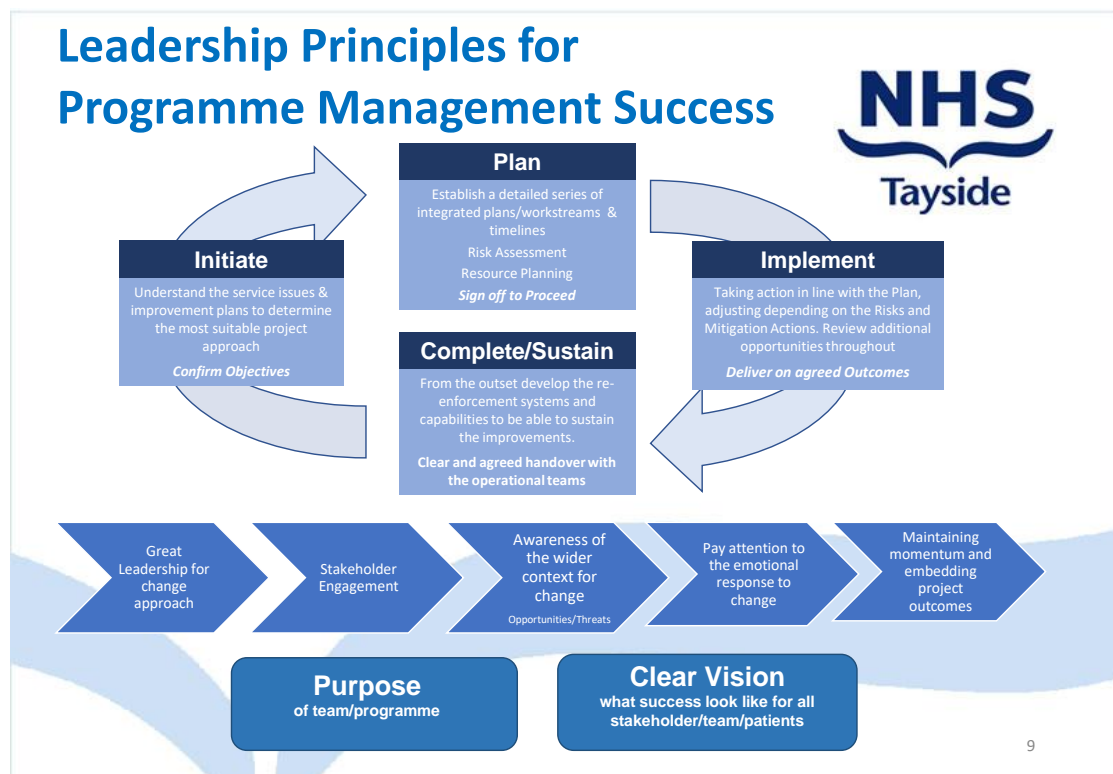 Leadership Principles for
Programme Management Success
NHS
Tayside
Plan
Establish a detailed series of
integrated plans/workstreams &
timelines
Risk Assessment
Resource Planning
Sign off to Proceed
Initiate
Understand the service issues &
improvement plans to determine
the most suitable project
approach
Confirm Objectives
Implement
Taking action in line with the Plan,
adjusting depending on the Risks and
Mitigation Actions. Review additional
opportunities throughout
Deliver on agreed Outcomes
Complete/Sustain
From the outset develop the re-
enforcement systems and
capabilities to be able to sustain
the improvements.
Clear and agreed handover with
the operational teams
Great
Leadership for
change
approach
Stakeholder
Engagement
Awareness of
the wider
context for
change
Opportunities/Threats
Pay attention to
the emotional
response to
change
Maintaining
momentum and
embedding
project
outcomes
Purpose
of team/programme
Clear Vision
what success look like for all
stakeholder/team/patients
9